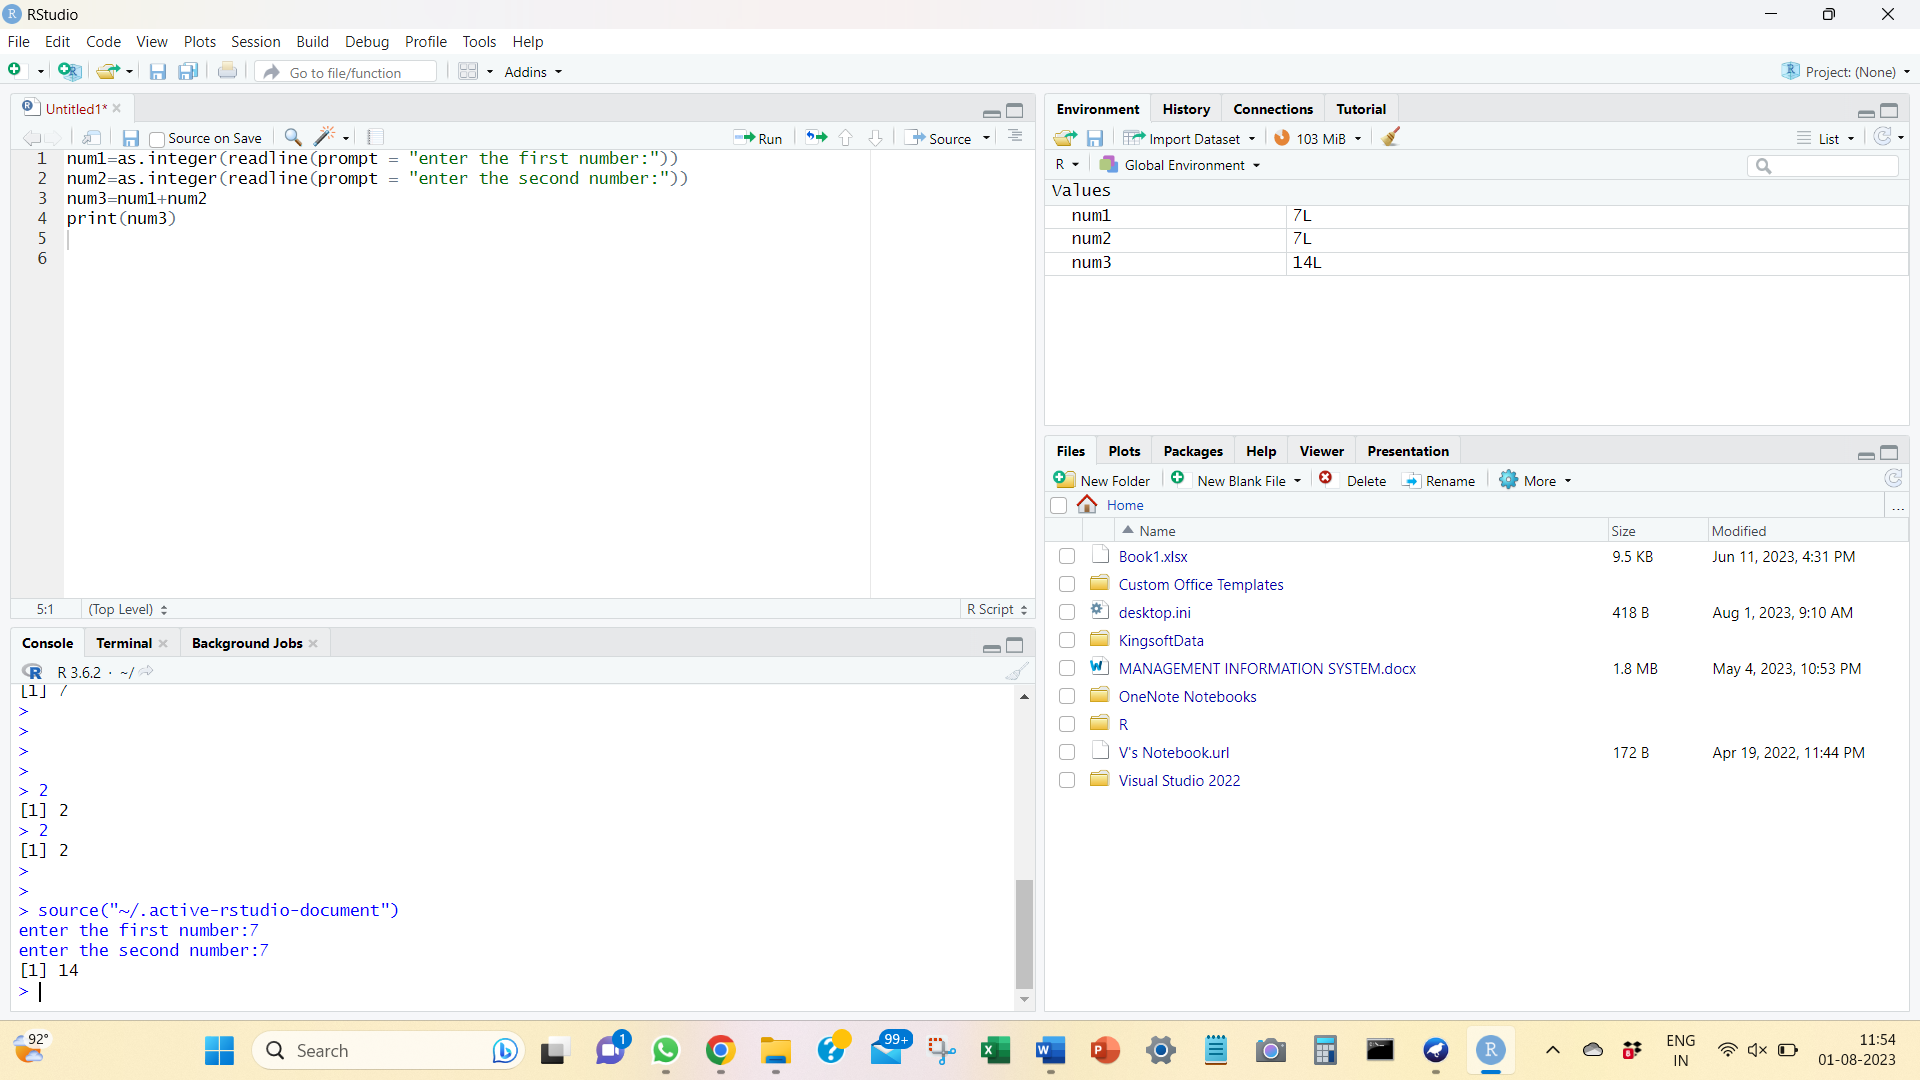 RStudio
File Edit Code View Plots Session Build Debug Profile Tools Help
Go to file/function Addins Project: (None)
Untitled1*
Source on Save Run Source
1 num1=as.integer(readline(prompt = "enter the first number:"))
2 num2=as.integer(readline(prompt = "enter the second number:"))
3 num3=num1+num2
4 print(num3)
5
6
5:1 (Top Level) R Script
Console Terminal Background Jobs
R 3.6.2 · ~/
[1] 7
>
>
>
>
> 2
[1] 2
> 2
[1] 2
>
>
> source("~/.active-rstudio-document")
enter the first number:7
enter the second number:7
[1] 14
>
Environment History Connections Tutorial
Import Dataset 103 MiB List
R Global Environment
Values
num1 7L
num2 7L
num3 14L
Files Plots Packages Help Viewer Presentation
New Folder New Blank File Delete Rename More
Home ...
Name Size Modified
Book1.xlsx 9.5 KB Jun 11, 2023, 4:31 PM
Custom Office Templates
desktop.ini 418 B Aug 1, 2023, 9:10 AM
KingsoftData
MANAGEMENT INFORMATION SYSTEM.docx 1.8 MB May 4, 2023, 10:53 PM
OneNote Notebooks
R
V's Notebook.url 172 B Apr 19, 2022, 11:44 PM
Visual Studio 2022
92° Search 1 99+ ENG 11:54
IN 01-08-2023